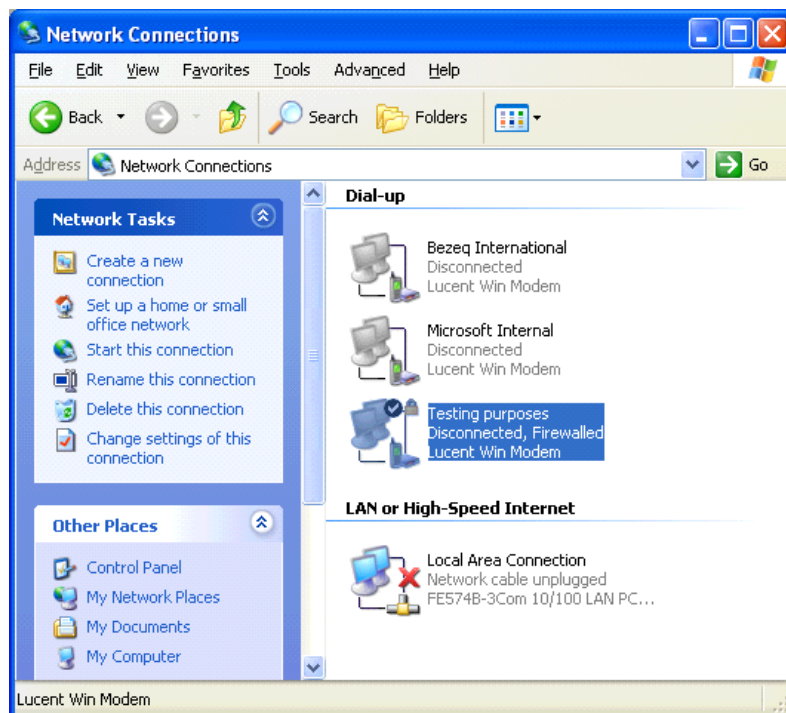 Network Connections
File Edit View Favorites Tools Advanced Help
Back Search Folders
Address Network Connections Go
Network Tasks
Create a new
connection
Set up a home or small
office network
Start this connection
Rename this connection
Delete this connection
Change settings of this
connection
Other Places
Control Panel
My Network Places
My Documents
My Computer
Dial-up
Bezeq International
Disconnected
Lucent Win Modem
Microsoft Internal
Disconnected
Lucent Win Modem
Testing purposes
Disconnected, Firewalled
Lucent Win Modem
LAN or High-Speed Internet
Local Area Connection
Network cable unplugged
FE574B-3Com 10/100 LAN PC...
Lucent Win Modem